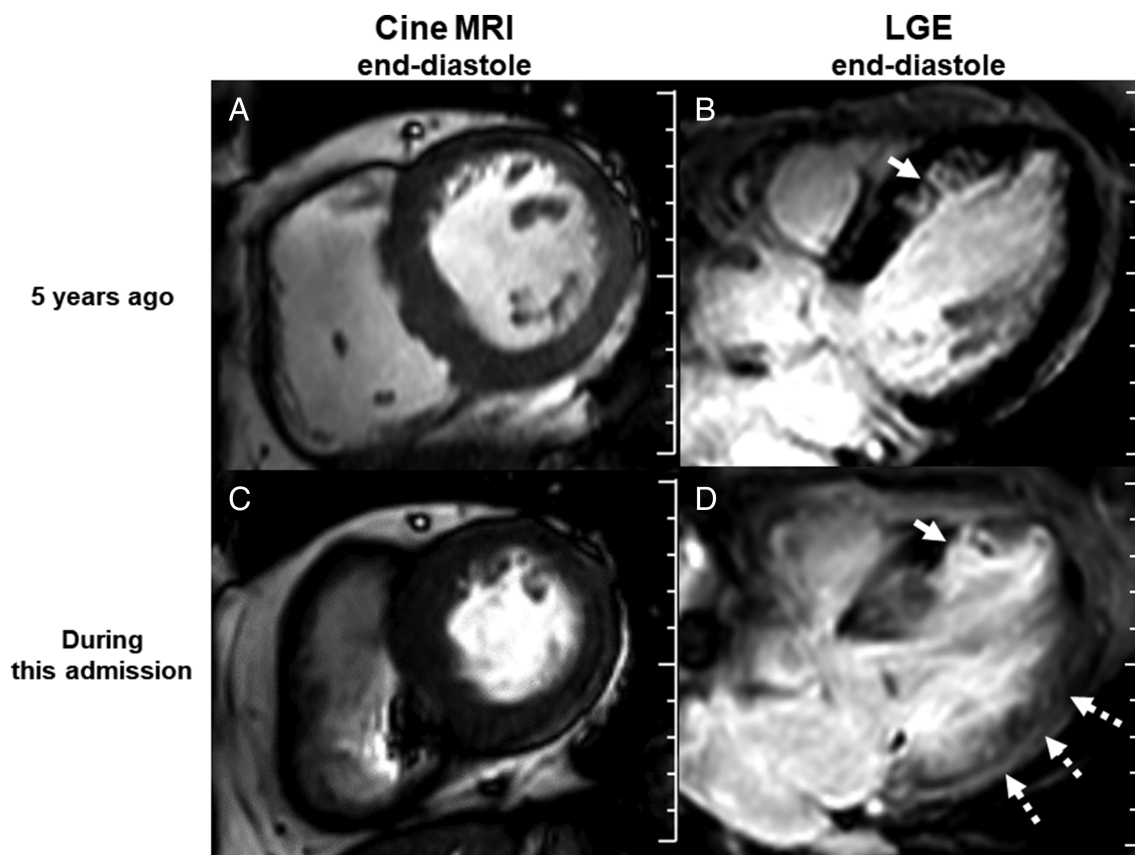 Cine MRI
end-diastole
LGE
end-diastole
A
B
5 years ago
C
D
During
this admission